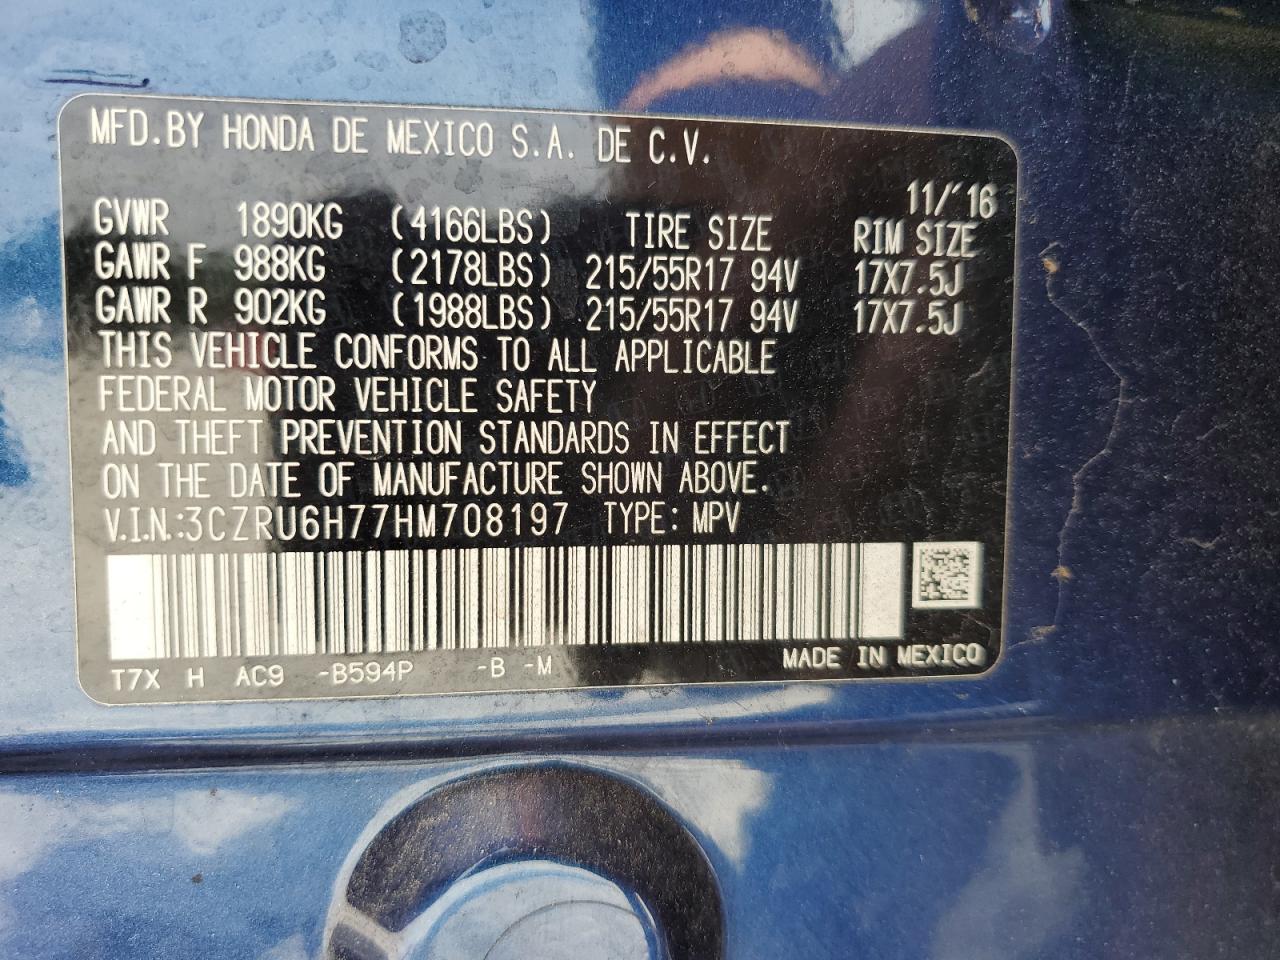 MFD.BY HONDA DE MEXICO S.A. DE C.V.
11/'16
GVWR 1890KG (4166LBS) TIRE SIZE RIM SIZE
GAWR F 988KG (2178LBS) 215/55R17 94V 17X7.5J
GAWR R 902KG (1988LBS) 215/55R17 94V 17X7.5J
THIS VEHICLE CONFORMS TO ALL APPLICABLE
FEDERAL MOTOR VEHICLE SAFETY
AND THEFT PREVENTION STANDARDS IN EFFECT
ON THE DATE OF MANUFACTURE SHOWN ABOVE.
V.I.N.:3CZRU6H77HM708197 TYPE: MPV
MADE IN MEXICO
T7X H AC9 -B594P -B -M